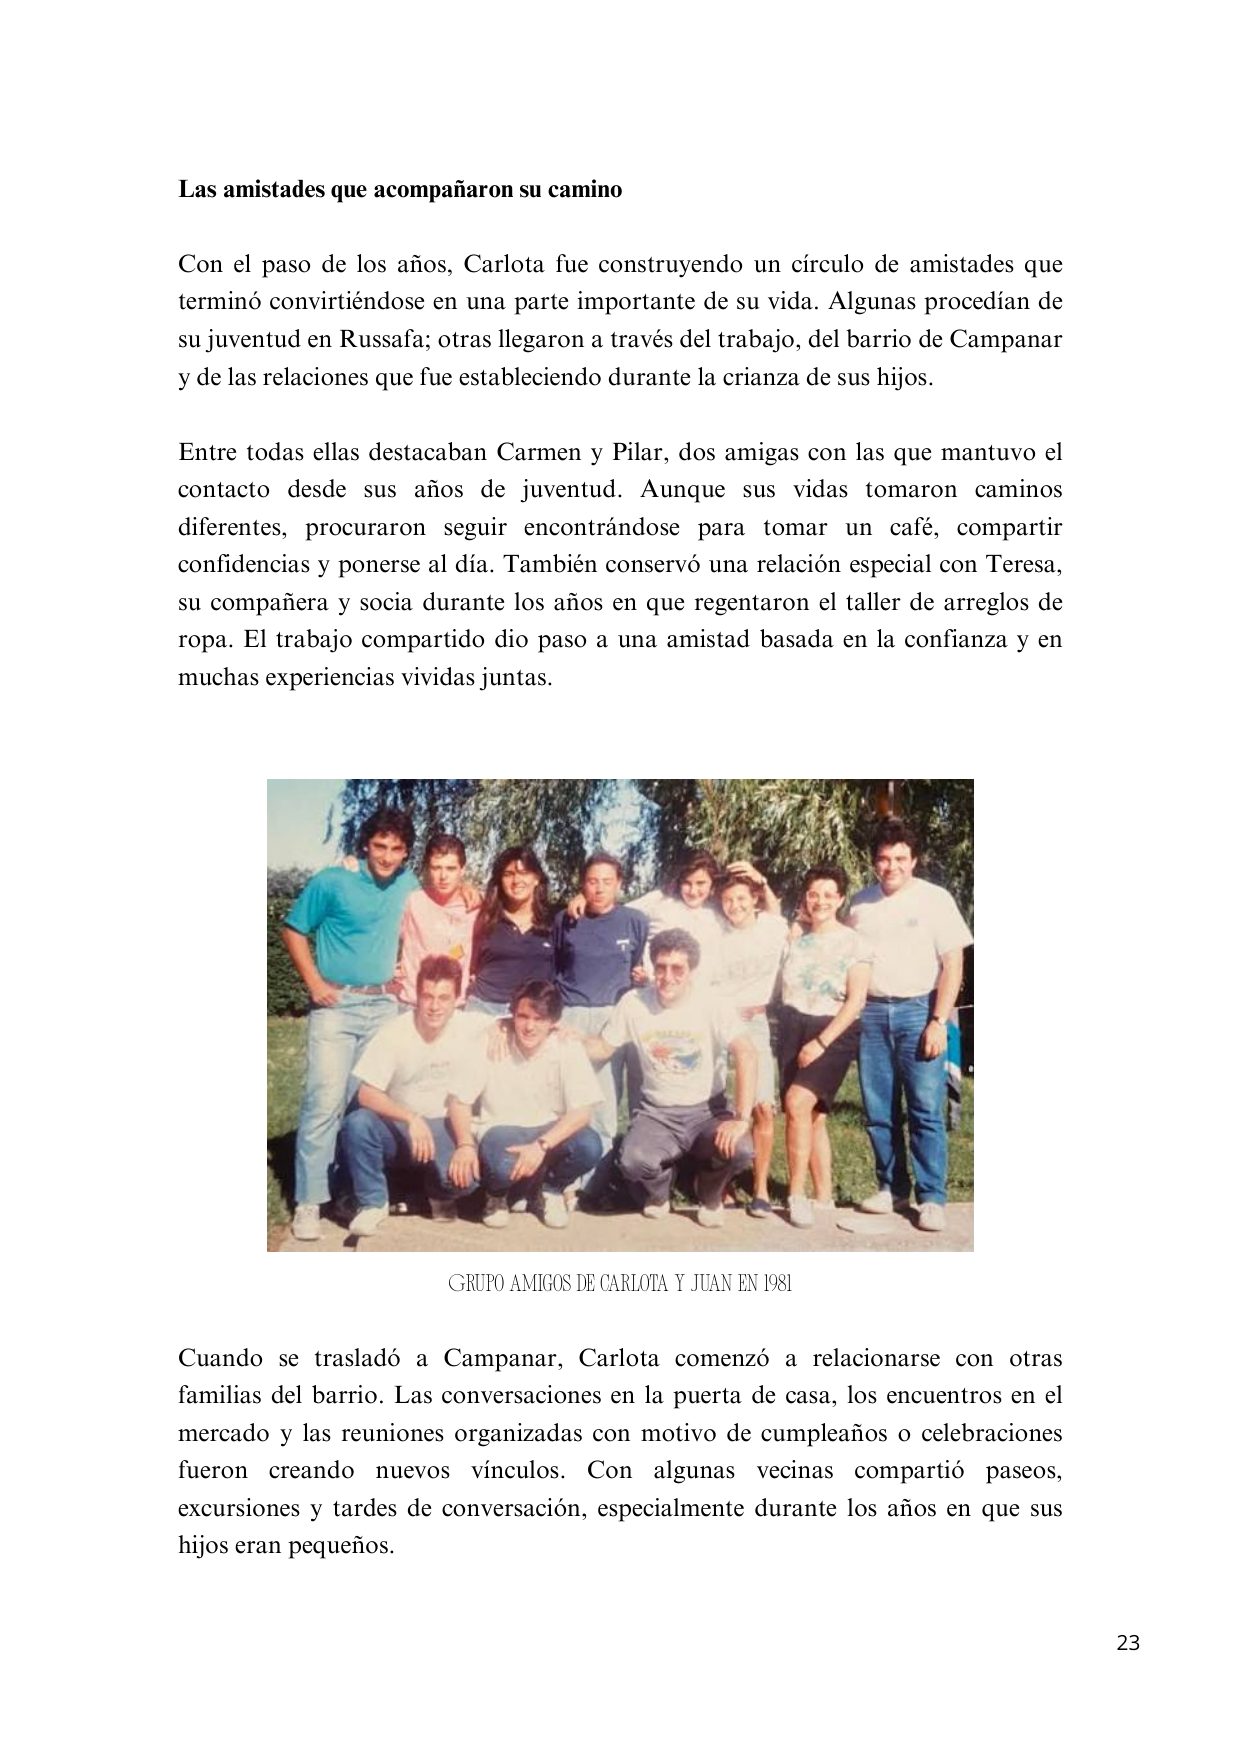 Las amistades que acompañaron su camino
Con el paso de los años, Carlota fue construyendo un círculo de amistades que
terminó convirtiéndose en una parte importante de su vida. Algunas procedían de
su juventud en Russafa; otras llegaron a través del trabajo, del barrio de Campanar
y de las relaciones que fue estableciendo durante la crianza de sus hijos.
Entre todas ellas destacaban Carmen y Pilar, dos amigas con las que mantuvo el
contacto desde sus años de juventud. Aunque sus vidas tomaron caminos
diferentes, procuraron seguir encontrándose para tomar un café, compartir
confidencias y ponerse al día. También conservó una relación especial con Teresa,
su compañera y socia durante los años en que regentaron el taller de arreglos de
ropa. El trabajo compartido dio paso a una amistad basada en la confianza y en
muchas experiencias vividas juntas.
GRUPO AMIGOS DE CARLOTA Y JUAN EN 1981
Cuando se trasladó a Campanar, Carlota comenzó a relacionarse con otras
familias del barrio. Las conversaciones en la puerta de casa, los encuentros en el
mercado y las reuniones organizadas con motivo de cumpleaños o celebraciones
fueron creando nuevos vínculos. Con algunas vecinas compartió paseos,
excursiones y tardes de conversación, especialmente durante los años en que sus
hijos eran pequeños.
23